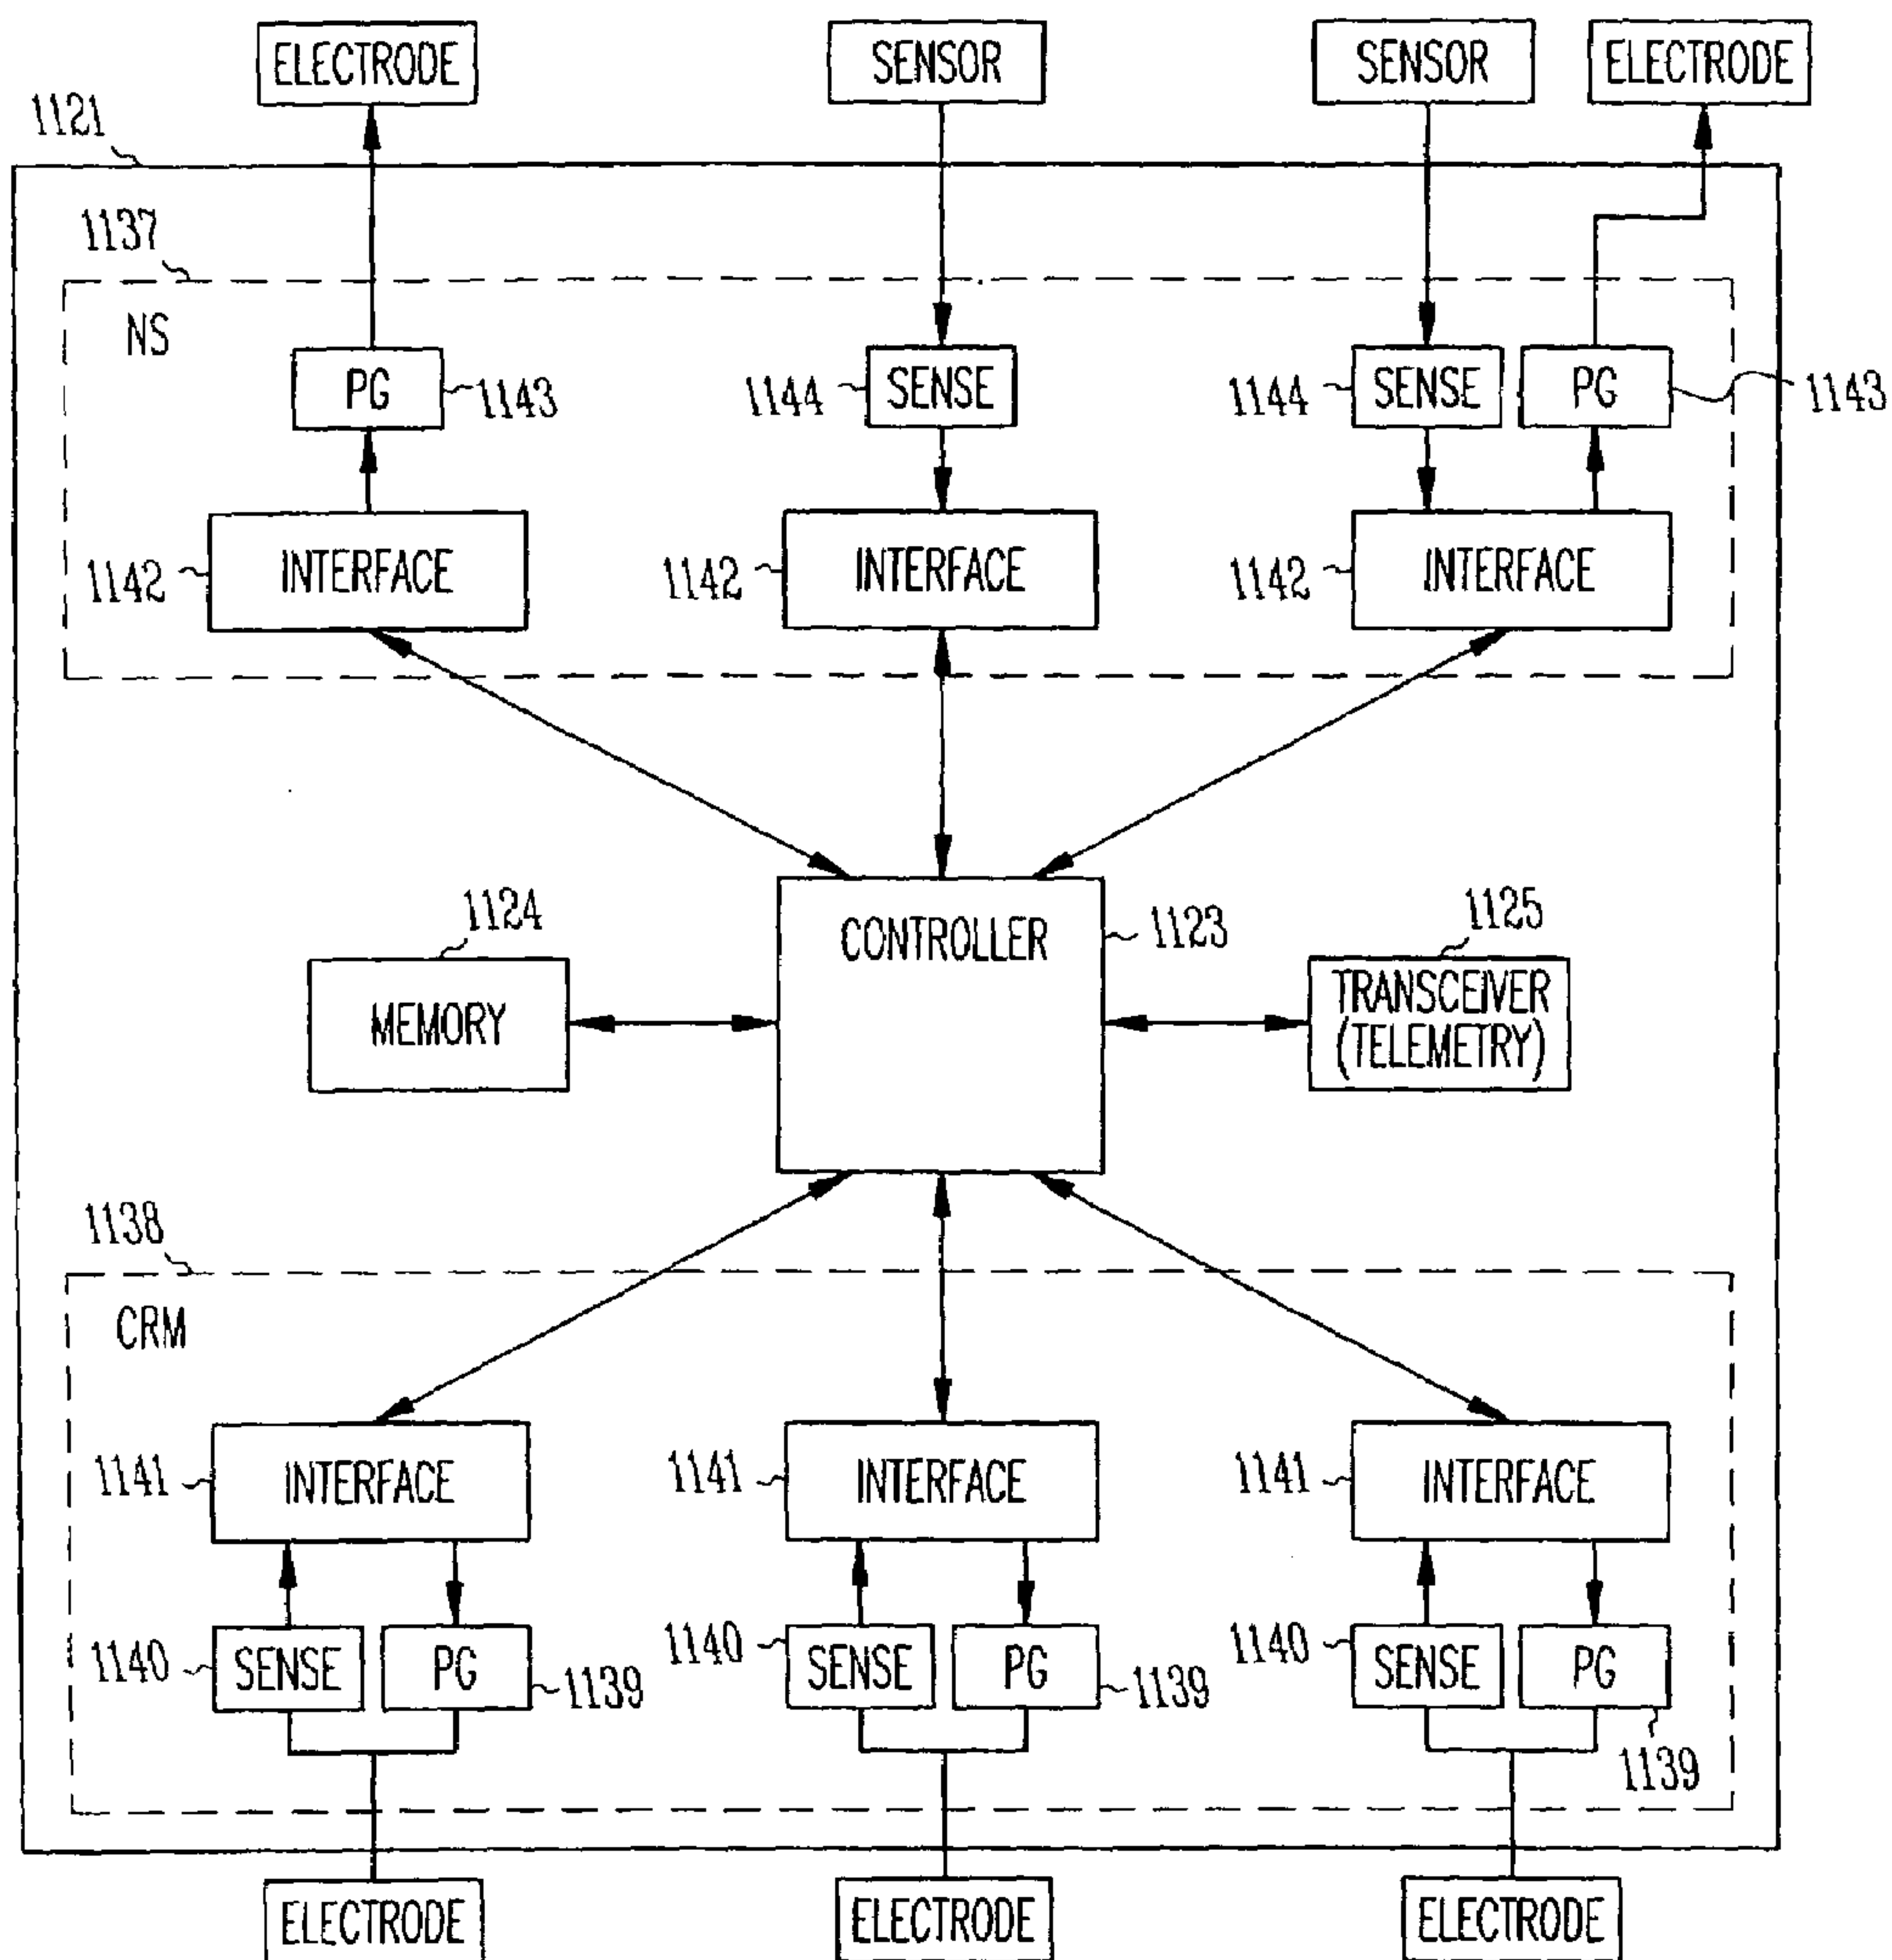 ELECTRODE
SENSOR
SENSOR
ELECTRODE
1121
1137
NS
PG
1143
1144
SENSE
1144
SENSE
PG
1143
1142
INTERFACE
1142
INTERFACE
1142
INTERFACE
1124
MEMORY
CONTROLLER
1123
1125
TRANSCEIVER
(TELEMETRY)
1138
CRM
1141
INTERFACE
1141
INTERFACE
1141
INTERFACE
1140
SENSE
PG
1139
1140
SENSE
PG
1139
1140
SENSE
PG
1139
ELECTRODE
ELECTRODE
ELECTRODE